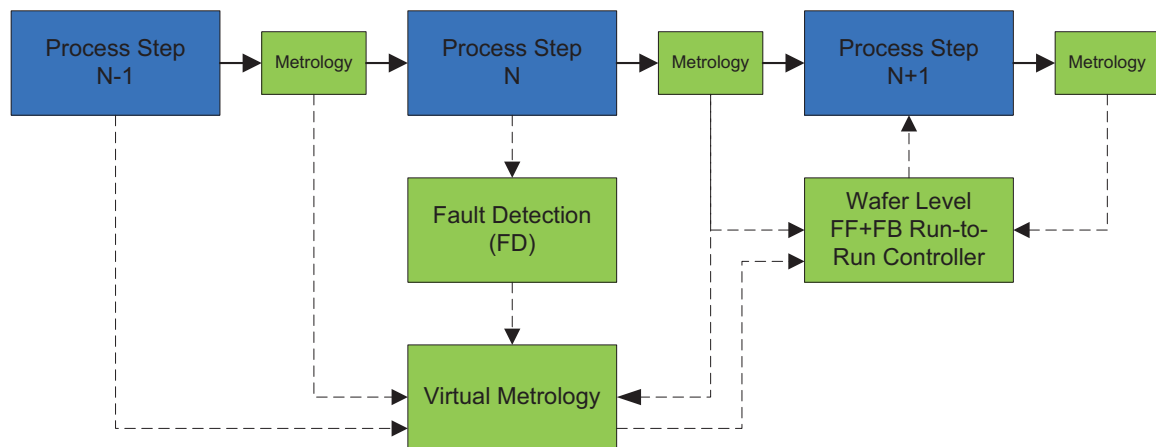 Process Step
N-1
Metrology
Process Step
N
Metrology
Process Step
N+1
Metrology
Fault Detection
(FD)
Wafer Level
FF+FB Run-to-
Run Controller
Virtual Metrology